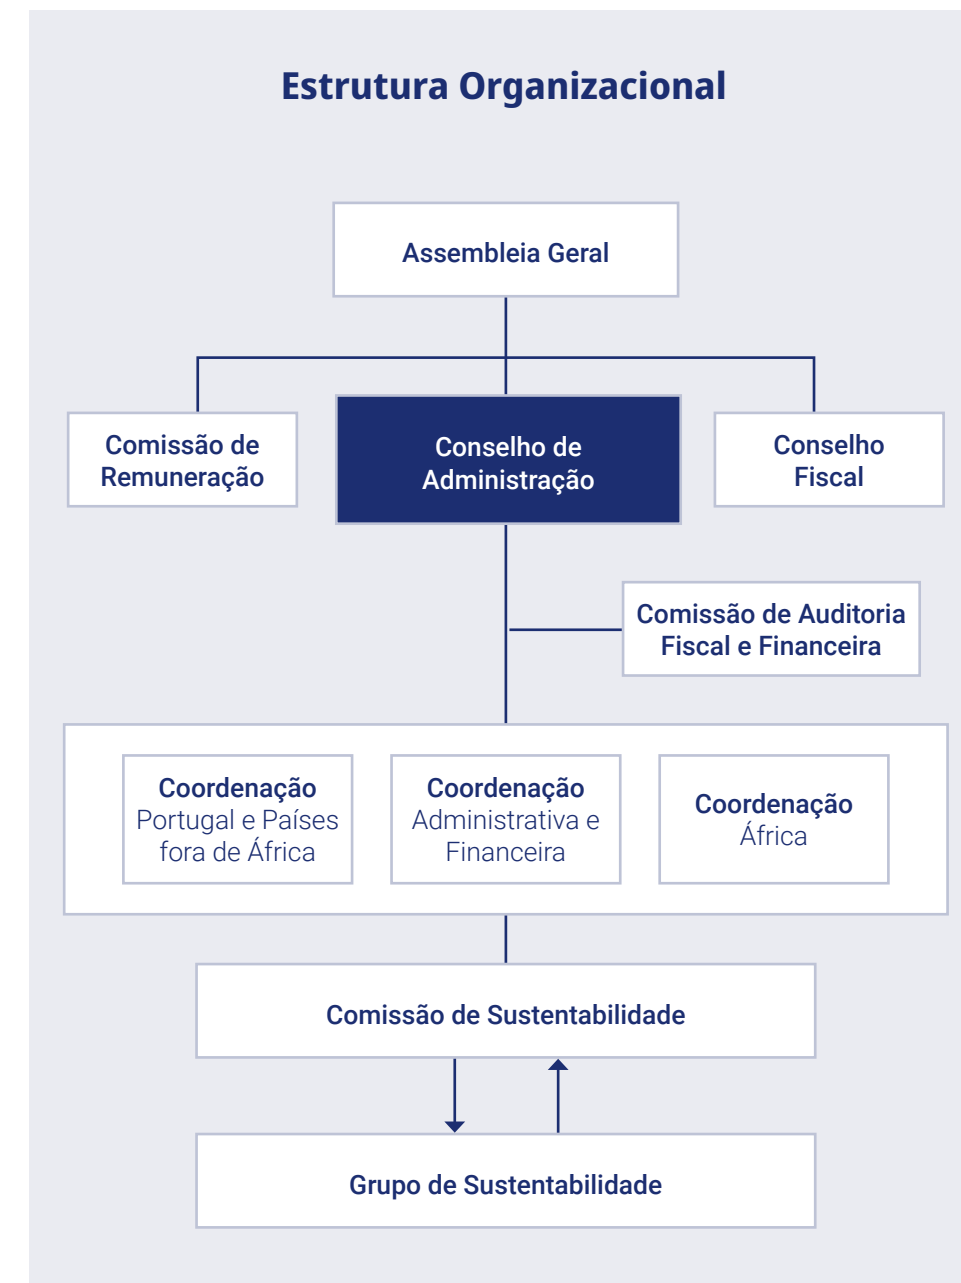 Estrutura Organizacional
Assembleia Geral
Comissão de
Remuneração
Conselho de
Administração
Conselho
Fiscal
Comissão de Auditoria
Fiscal e Financeira
Coordenação
Portugal e Países
fora de África
Coordenação
Administrativa e
Financeira
Coordenação
África
Comissão de Sustentabilidade
Grupo de Sustentabilidade